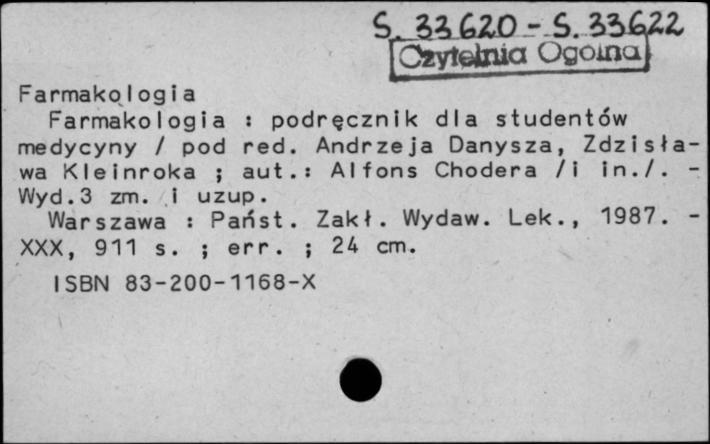 S. 33620 - S. 33622
Czytelnia Ogólna
Farmakologia
Farmakologia : podręcznik dla studentów
medycyny / pod red. Andrzeja Danysza, Zdzisła-
wa Kleinroka ; aut.: Alfons Chodera /i in./. -
Wyd.3 zm. i uzup.
Warszawa : Państ. Zakł. Wydaw. Lek., 1987. -
XXX, 911 s. ; err. ; 24 cm.
ISBN 83-200-1168-X